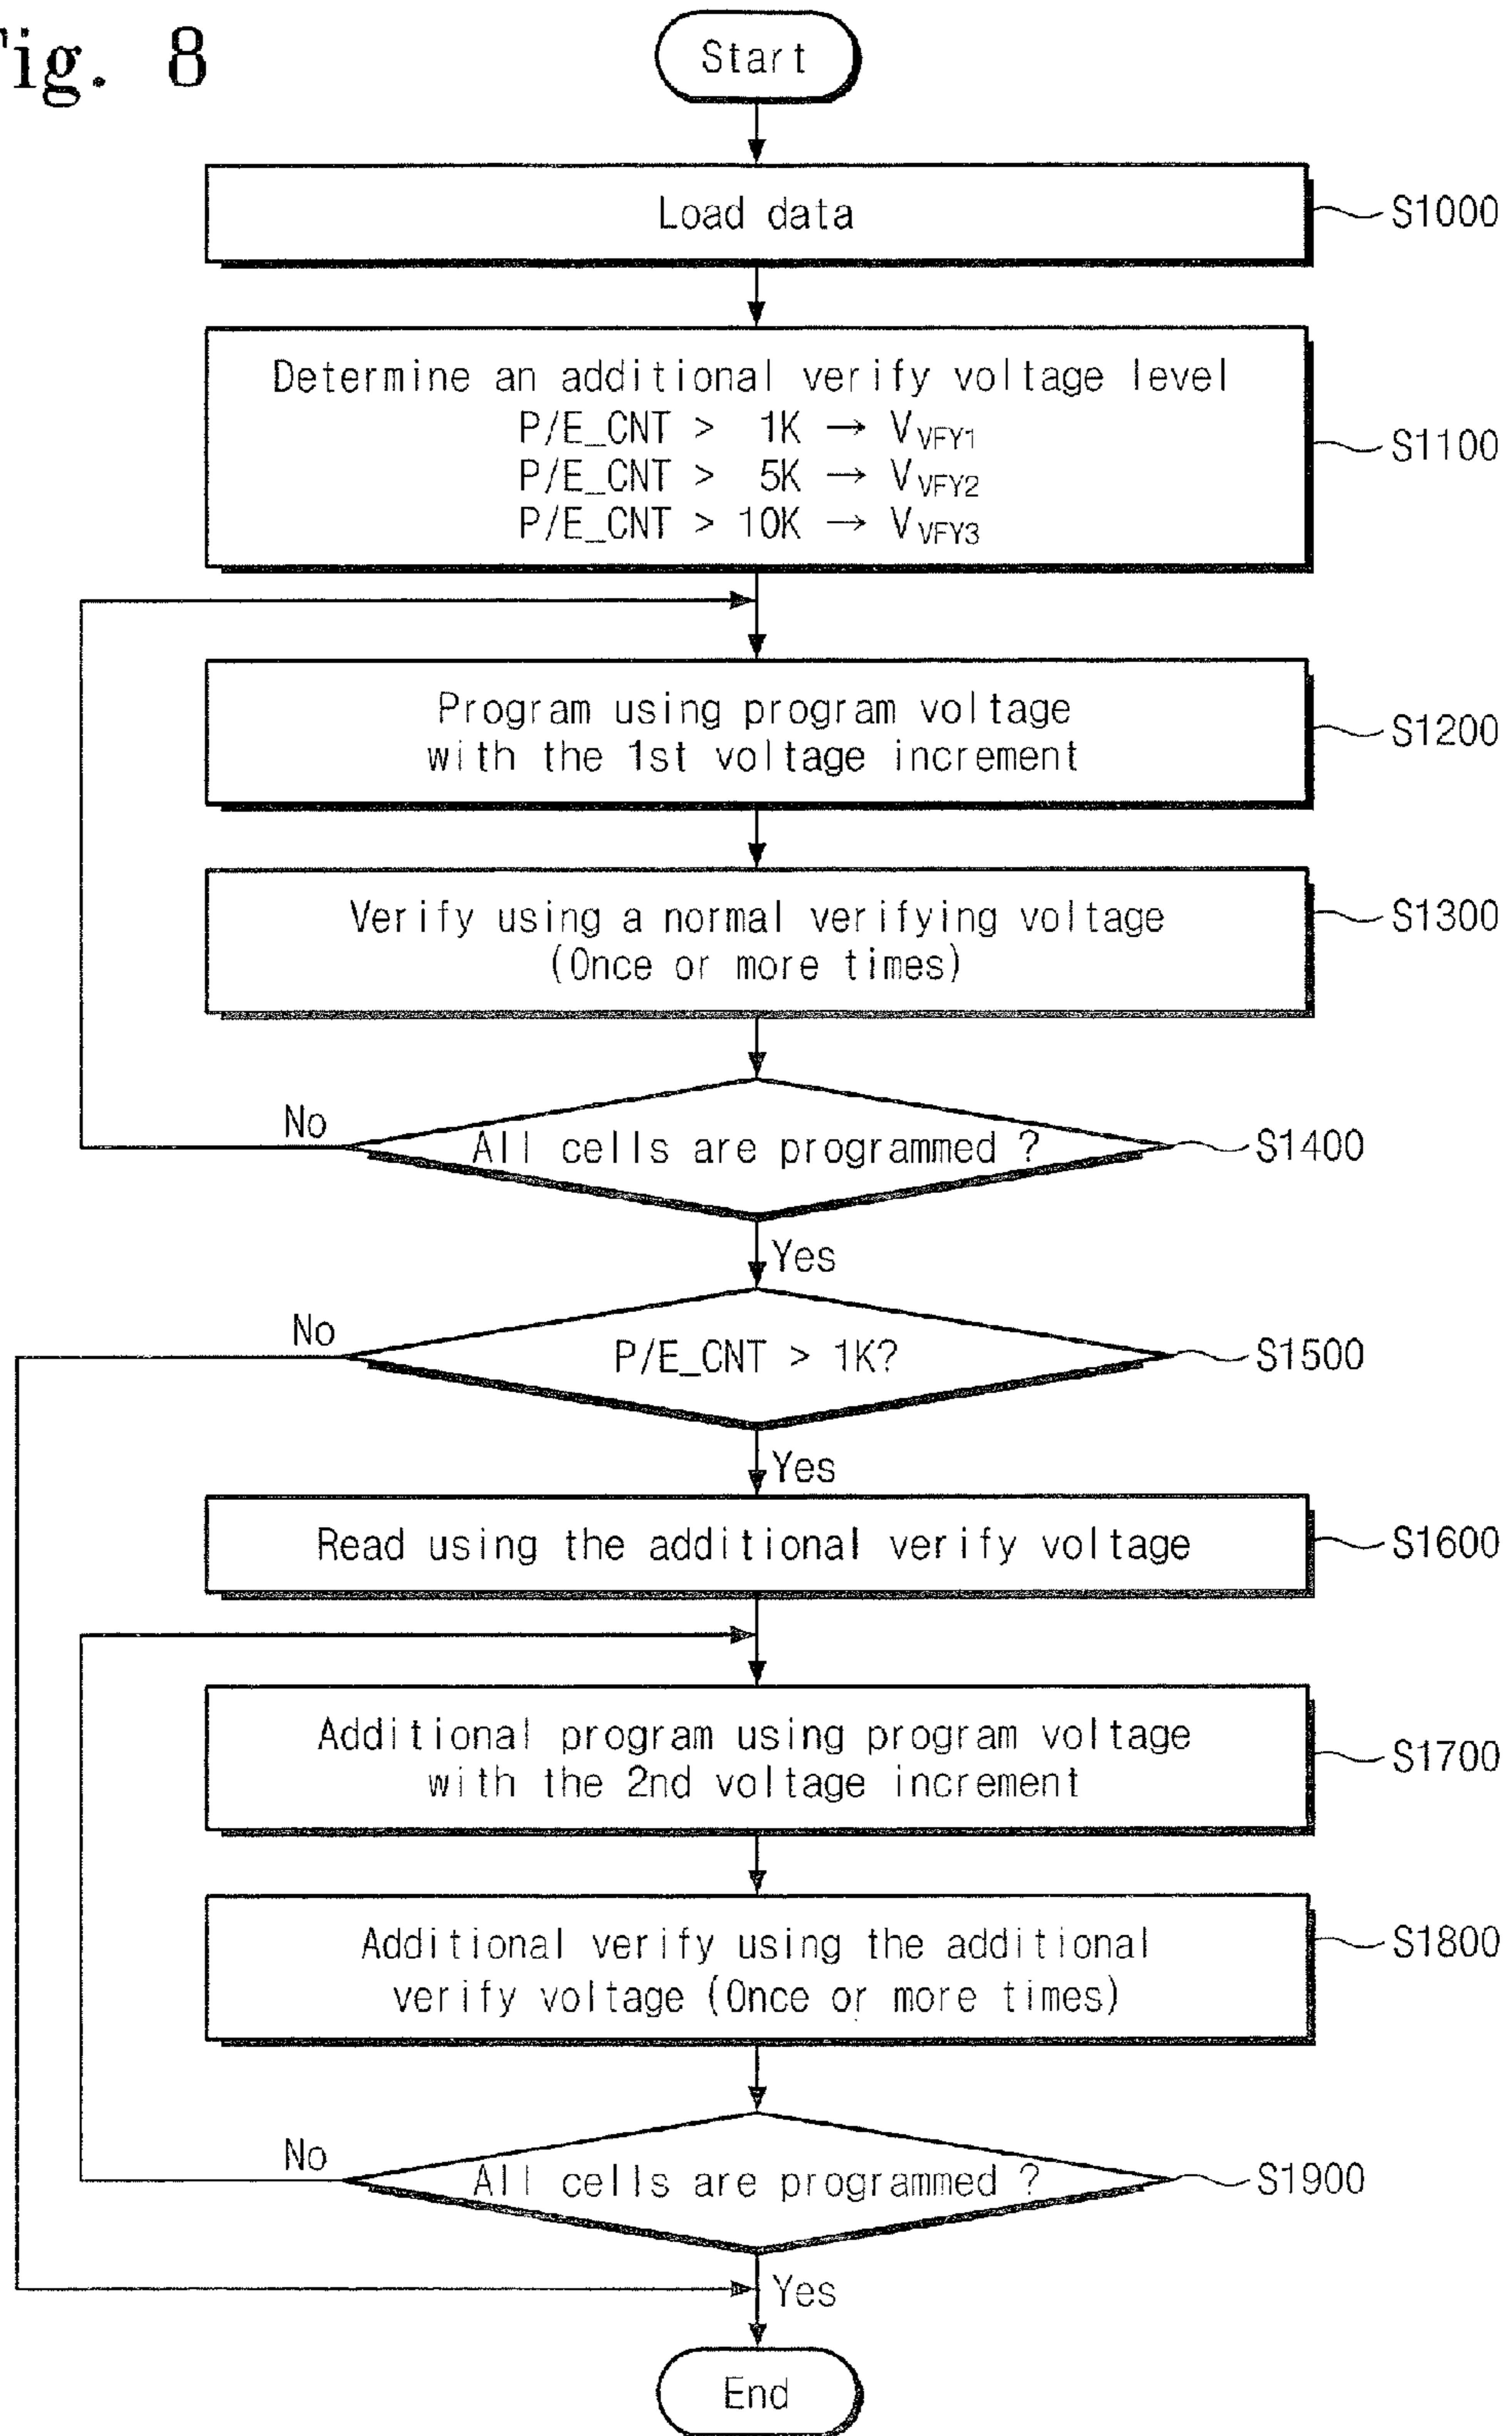 Fig. 8
Start
Load data
S1000
Determine an additional verify voltage level
P/E_CNT > 1K → VVFY1
P/E_CNT > 5K → VVFY2
P/E_CNT > 10K → VVFY3
S1100
Program using program voltage
with the 1st voltage increment
S1200
Verify using a normal verifying voltage
(Once or more times)
S1300
No
All cells are programmed ?
S1400
Yes
No
P/E_CNT > 1K?
S1500
Yes
Read using the additional verify voltage
S1600
Additional program using program voltage
with the 2nd voltage increment
S1700
Additional verify using the additional
verify voltage (Once or more times)
S1800
No
All cells are programmed ?
S1900
Yes
End